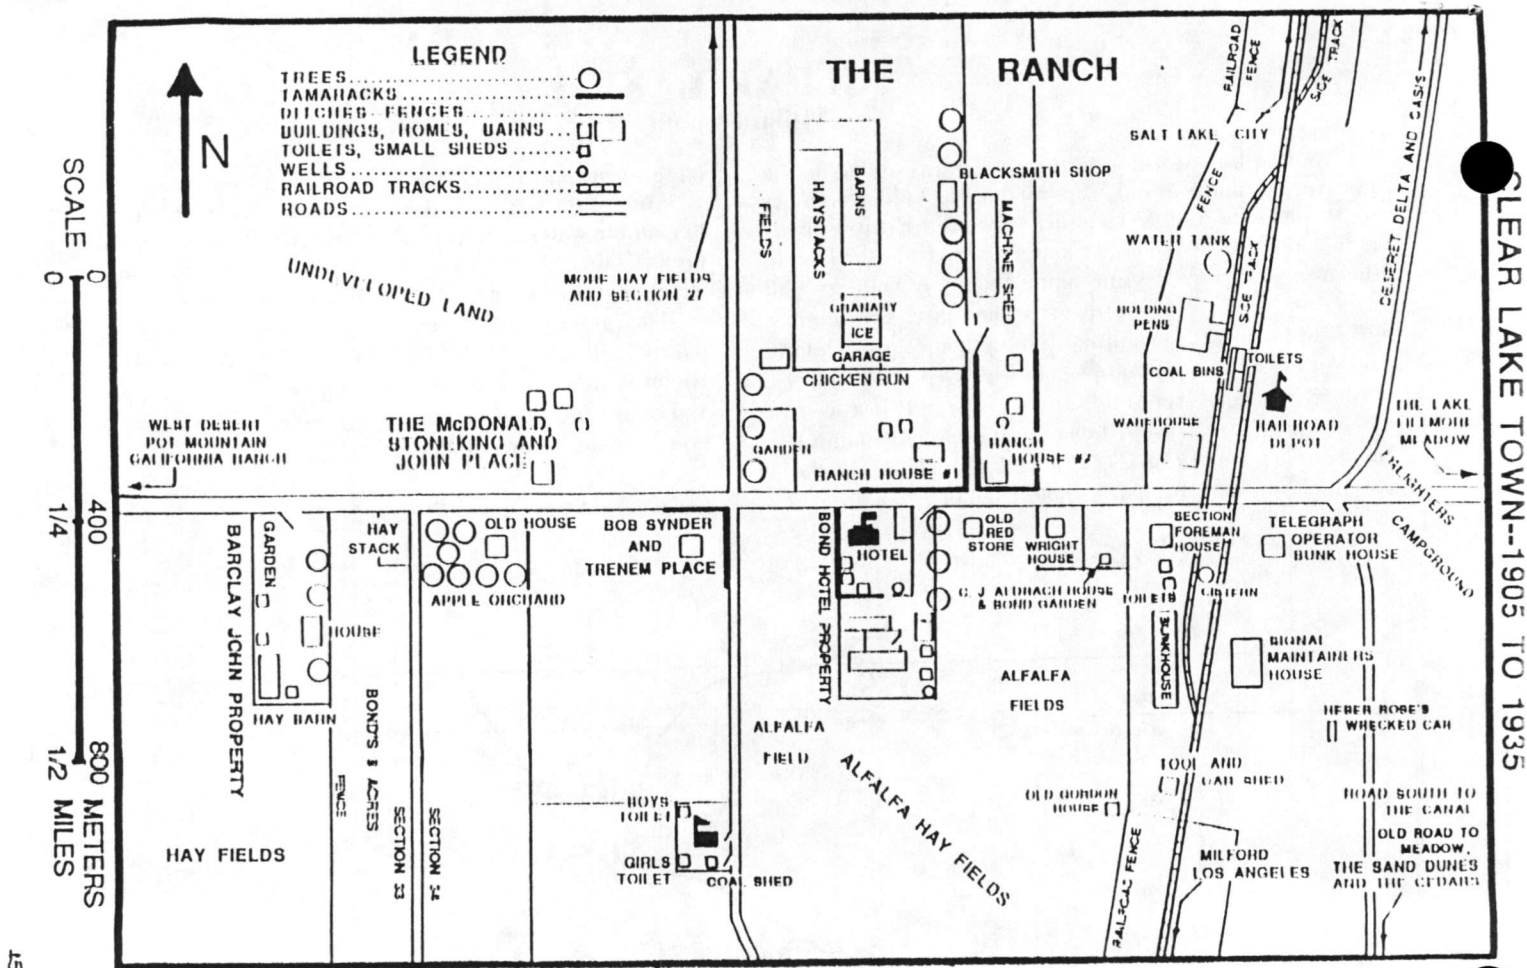 CLEAR LAKE TOWN--1905 TO 1935
THE RANCH
LEGEND
TREES
TAMARACKS
DITCHES FENCES
BUILDINGS, HOMES, BARNS
TOILETS, SMALL SHEDS
WELLS
RAILROAD TRACKS
ROADS
N
SCALE
0 0
400 1/4
800 1/2
METERS
MILES
UNDEVELOPED LAND
MORE HAY FIELDS
AND SECTION 27
FIELDS
HAYSTACKS
BARNS
GRANARY
ICE
GARAGE
CHICKEN RUN
GARDEN
RANCH HOUSE #1
BLACKSMITH SHOP
MACHINE SHED
RANCH
HOUSE #2
RAILROAD
FENCE
SIDE TRACK
SALT LAKE CITY
FENCE
WATER TANK
SIDE TRACK
HOLDING
PENS
COAL BINS
TOILETS
WAREHOUSE
RAILROAD
DEPOT
DESERET DELTA AND OASIS
THE LAKE
FILLMORE
MEADOW
FREIGHTERS
CAMPGROUND
WEST DESERT
POT MOUNTAIN
CALIFORNIA RANCH
THE McDONALD,
STONEKING AND
JOHN PLACE
GARDEN
BARCLAY JOHN PROPERTY
HOUSE
HAY BARN
HAY FIELDS
HAY
STACK
BOND'S 5 ACRES
FENCE
SECTION 33
SECTION 34
OLD HOUSE
APPLE ORCHARD
BOB SYNDER
AND
TRENEM PLACE
BOYS
TOILET
GIRLS
TOILET
COAL SHED
BOND HOTEL PROPERTY
HOTEL
ALFALFA
FIELD
ALFALFA HAY FIELDS
OLD
RED
STORE
WRIGHT
HOUSE
C. J. ALDRACH HOUSE
& BOND GARDEN
ALFALFA
FIELDS
SECTION
FOREMAN
HOUSE
TOILETS
CISTERN
BUNKHOUSE
TELEGRAPH
OPERATOR
BUNK HOUSE
SIGNAL
MAINTAINERS
HOUSE
HEBER ROSE'S
WRECKED CAR
TOOL AND
CAR SHED
OLD GORDON
HOUSE
RAILROAD FENCE
MILFORD
LOS ANGELES
ROAD SOUTH TO
THE CANAL
OLD ROAD TO
MEADOW,
THE SAND DUNES
AND THE CEDARS